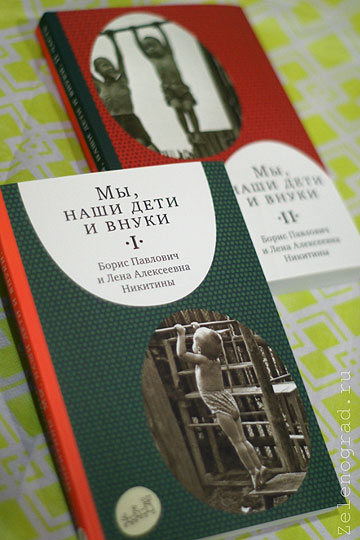 Мы,
наши дети
и внуки
·II·
Борис Павлович
и Лена Алексеевна
Никитины
Мы,
наши дети
и внуки
·I·
Борис Павлович
и Лена Алексеевна
Никитины
Zelenograd.ru